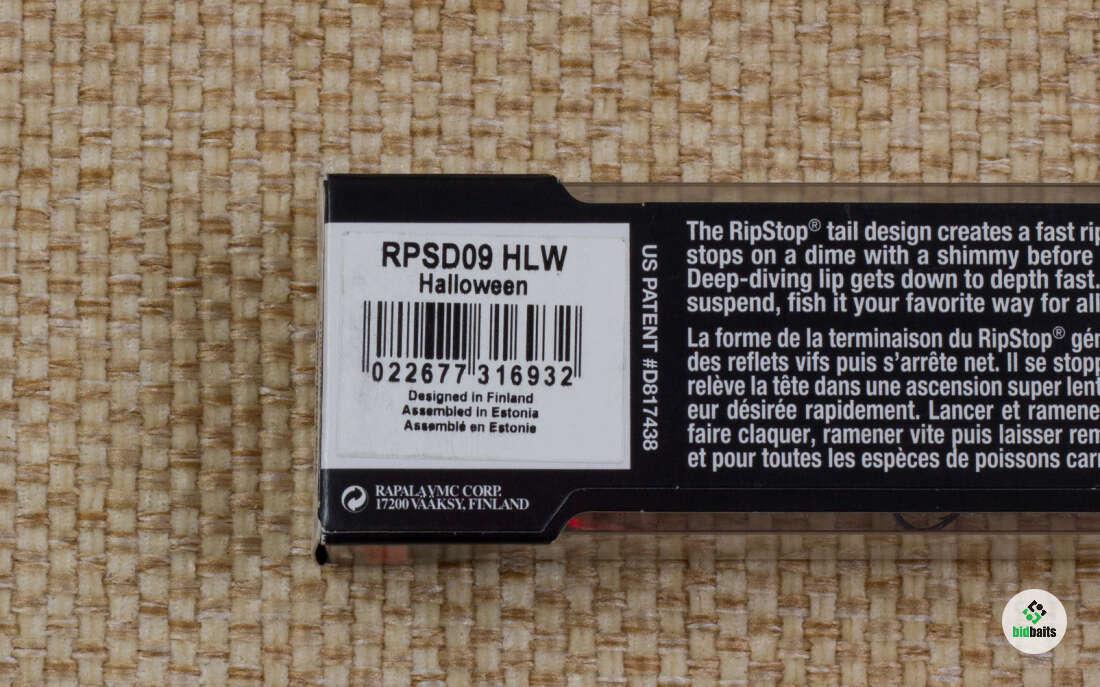 RPSD09 HLW
Halloween
022677 316932
Designed in Finland
Assembled in Estonia
Assemblé en Estonie
RAPALA VMC CORP.
17200 VÄÄKSY, FINLAND
US PATENT #D817438
The RipStop® tail design creates a fast rip
stops on a dime with a shimmy before
Deep-diving lip gets down to depth fast.
suspend, fish it your favorite way for all
La forme de la terminaison du RipStop® gén
des reflets vifs puis s'arrête net. Il se stopp
relève la tête dans une ascension super lent
eur désirée rapidement. Lancer et ramene
faire claquer, ramener vite puis laisser rem
et pour toutes les espèces de poissons carn
bidbaits